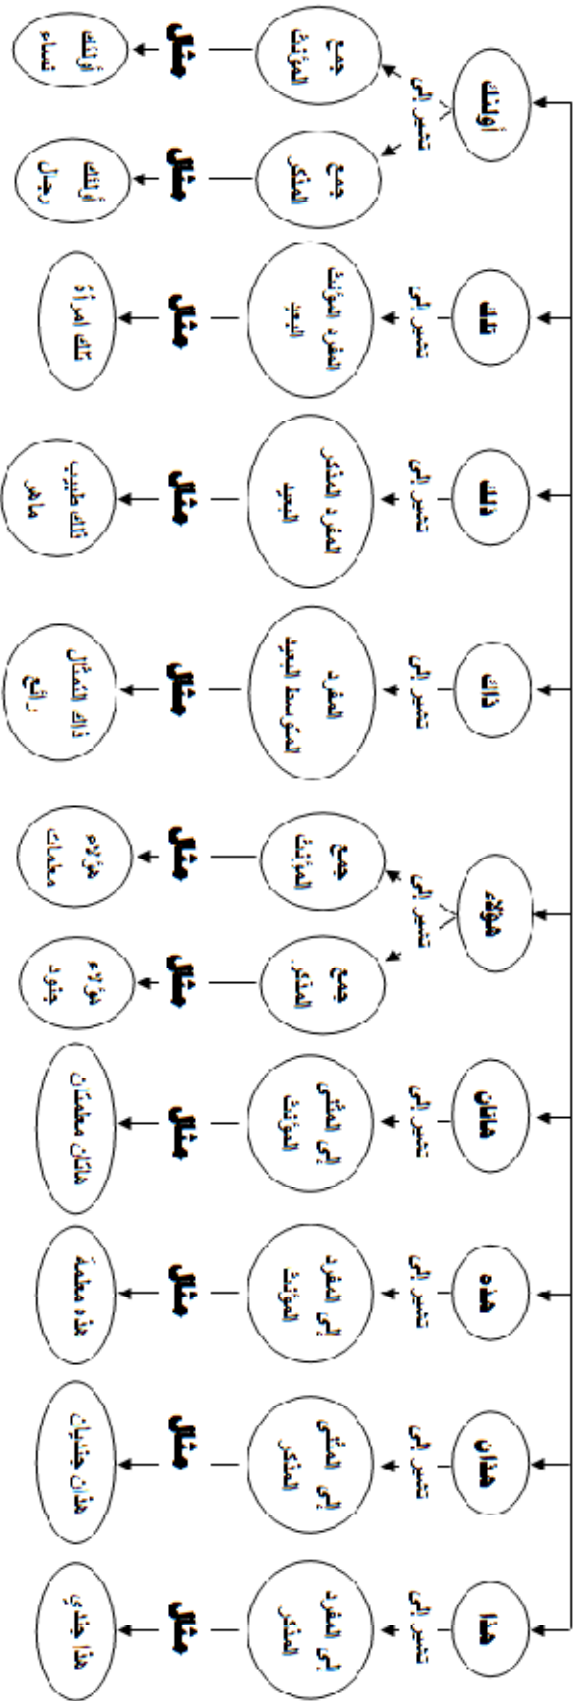 هذا
تشير إلى
إلى المفرد
المذكر
مثال
هذا جندي
هذان
تشير إلى
إلى المثنى
المذكر
مثال
هذان جنديان
هذه
تشير إلى
إلى المفرد
المؤنث
مثال
هذه معلمة
هاتان
تشير إلى
إلى المثنى
المؤنث
مثال
هاتان معلمتان
هؤلاء
تشير إلى
جمع
المذكر
مثال
هؤلاء
جنود
جمع
المؤنث
مثال
هؤلاء
معلمات
ذاك
تشير إلى
المفرد
المتوسط البعيد
مثال
ذاك التمثال
رائع
ذلك
تشير إلى
المفرد المذكر
البعيد
مثال
ذلك طبيب
ماهر
تلك
تشير إلى
المفرد المؤنث
البعيد
مثال
تلك امرأة
أولئك
تشير إلى
جمع
المذكر
مثال
أولئك
رجال
جمع
المؤنث
مثال
أولئك
نساء